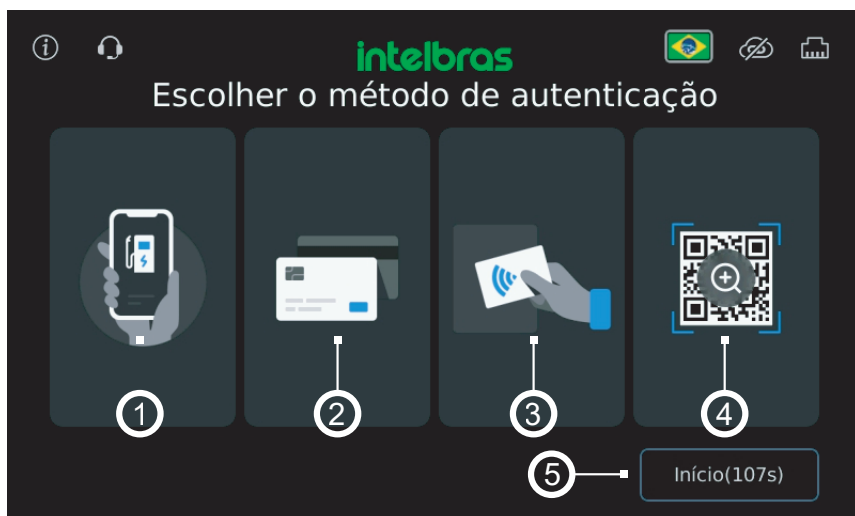 intelbras
Escolher o método de autenticação
1
2
3
4
5
Início(107s)